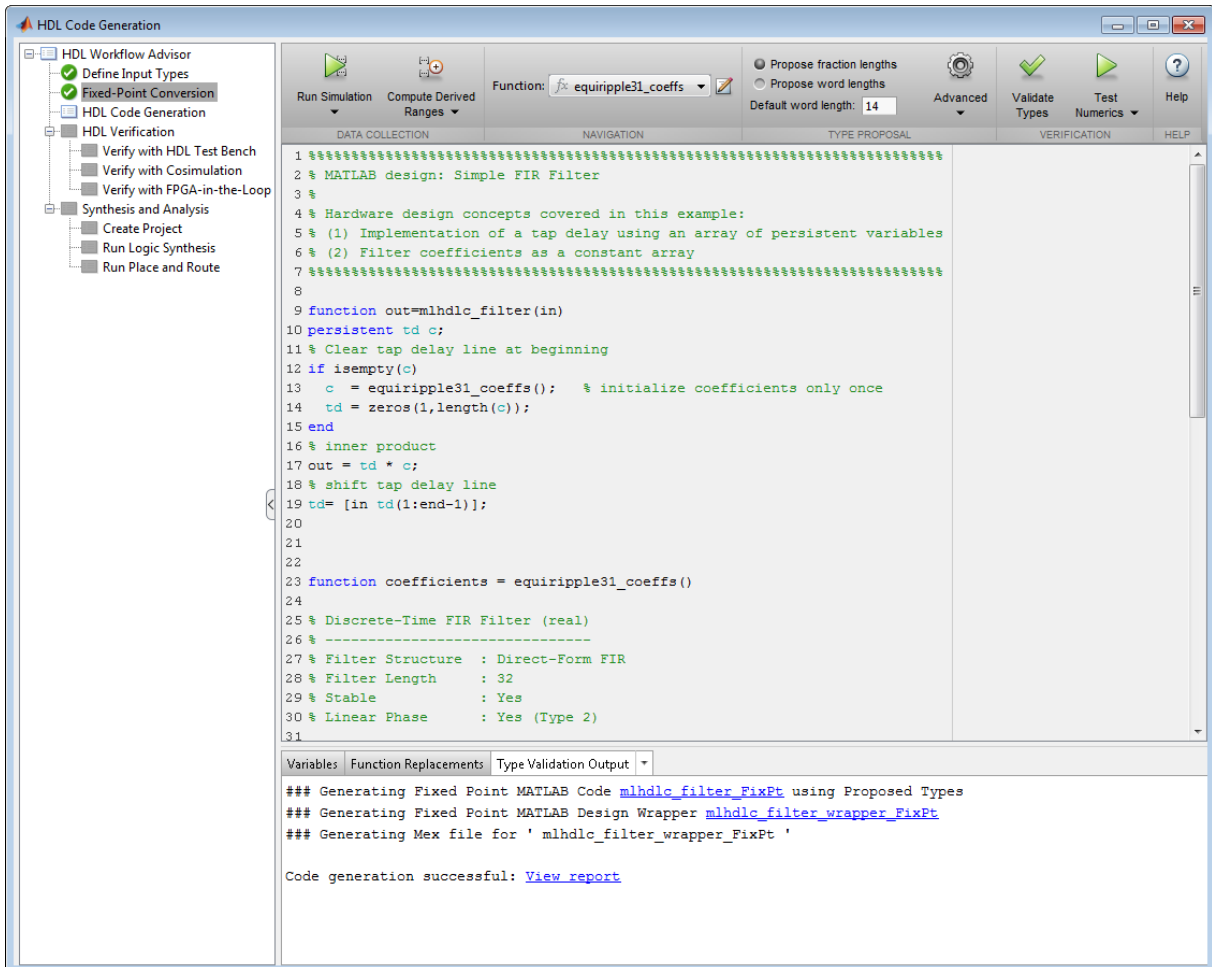 HDL Code Generation
HDL Workflow Advisor
Define Input Types
Fixed-Point Conversion
HDL Code Generation
HDL Verification
Verify with HDL Test Bench
Verify with Cosimulation
Verify with FPGA-in-the-Loop
Synthesis and Analysis
Create Project
Run Logic Synthesis
Run Place and Route
Run Simulation
Compute Derived Ranges
DATA COLLECTION
Function: fx equiripple31_coeffs
NAVIGATION
Propose fraction lengths
Propose word lengths
Default word length: 14
Advanced
TYPE PROPOSAL
Validate Types
Test Numerics
VERIFICATION
Help
HELP
1 %%%%%%%%%%%%%%%%%%%%%%%%%%%%%%%%%%%%%%%%%%%%%%%%%%%%%%%%%%%%%%%%%%%%%%%%%%
2 % MATLAB design: Simple FIR Filter
3 %
4 % Hardware design concepts covered in this example:
5 % (1) Implementation of a tap delay using an array of persistent variables
6 % (2) Filter coefficients as a constant array
7 %%%%%%%%%%%%%%%%%%%%%%%%%%%%%%%%%%%%%%%%%%%%%%%%%%%%%%%%%%%%%%%%%%%%%%%%%%
8
9 function out=mlhdlc_filter(in)
10 persistent td c;
11 % Clear tap delay line at beginning
12 if isempty(c)
13   c  = equiripple31_coeffs();   % initialize coefficients only once
14   td = zeros(1,length(c));
15 end
16 % inner product
17 out = td * c;
18 % shift tap delay line
19 td= [in td(1:end-1)];
20
21
22
23 function coefficients = equiripple31_coeffs()
24
25 % Discrete-Time FIR Filter (real)
26 % -------------------------------
27 % Filter Structure  : Direct-Form FIR
28 % Filter Length     : 32
29 % Stable            : Yes
30 % Linear Phase      : Yes (Type 2)
31
Variables
Function Replacements
Type Validation Output
### Generating Fixed Point MATLAB Code mlhdlc_filter_FixPt using Proposed Types
### Generating Fixed Point MATLAB Design Wrapper mlhdlc_filter_wrapper_FixPt
### Generating Mex file for ' mlhdlc_filter_wrapper_FixPt '
Code generation successful: View report